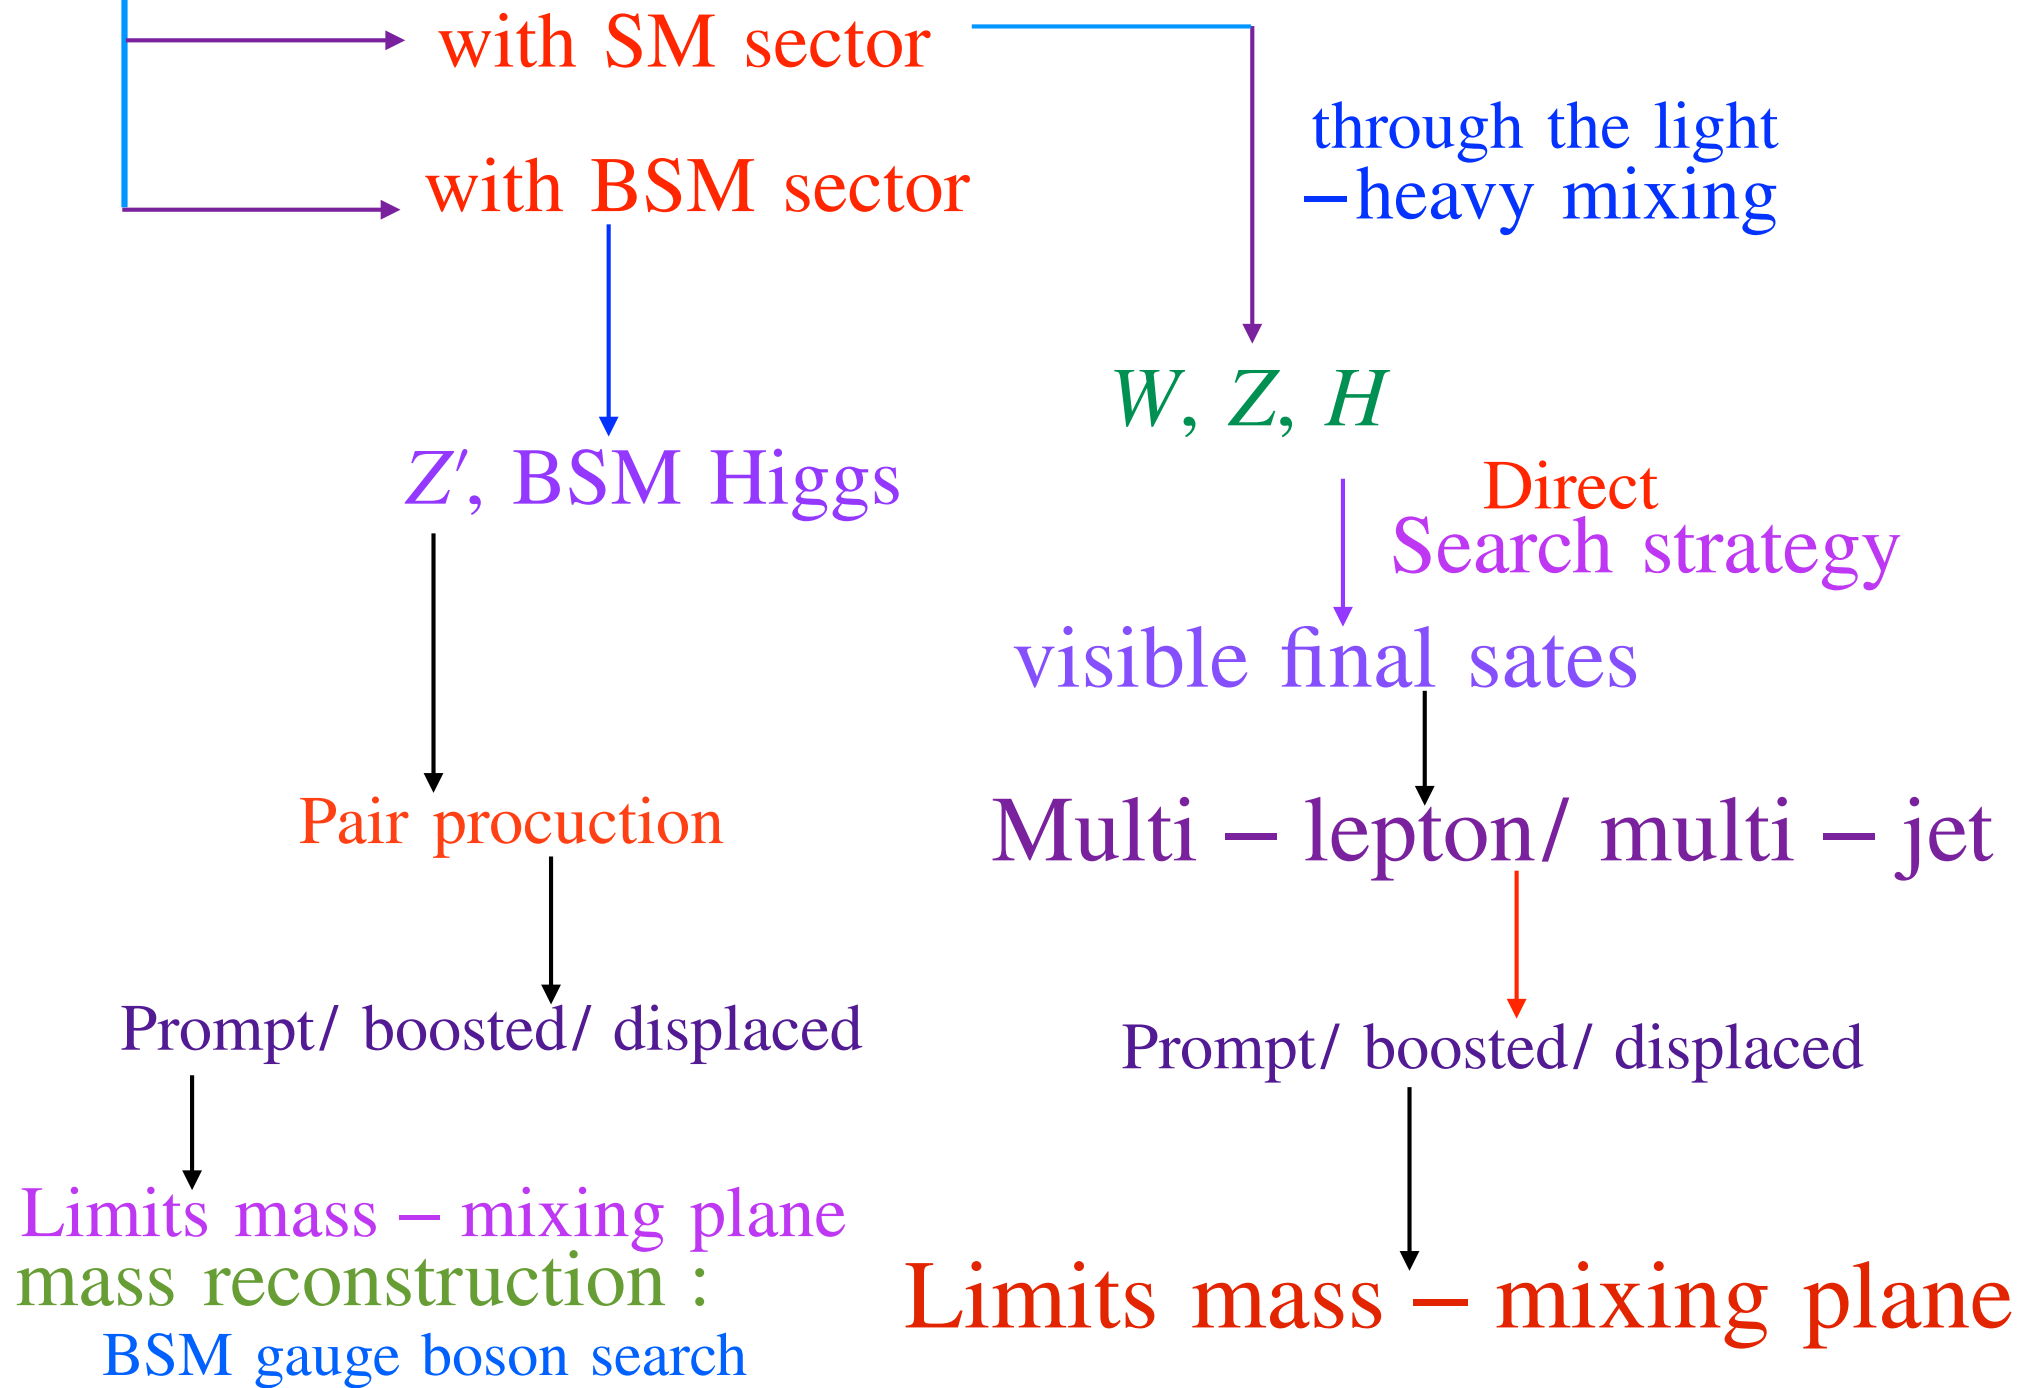 with SM sector
with BSM sector
through the light
–heavy mixing
W, Z, H
Z′, BSM Higgs
Direct
Search strategy
visible final sates
Pair procuction
Multi – lepton/ multi – jet
Prompt/ boosted/ displaced
Prompt/ boosted/ displaced
Limits mass – mixing plane
mass reconstruction :
BSM gauge boson search
Limits mass – mixing plane